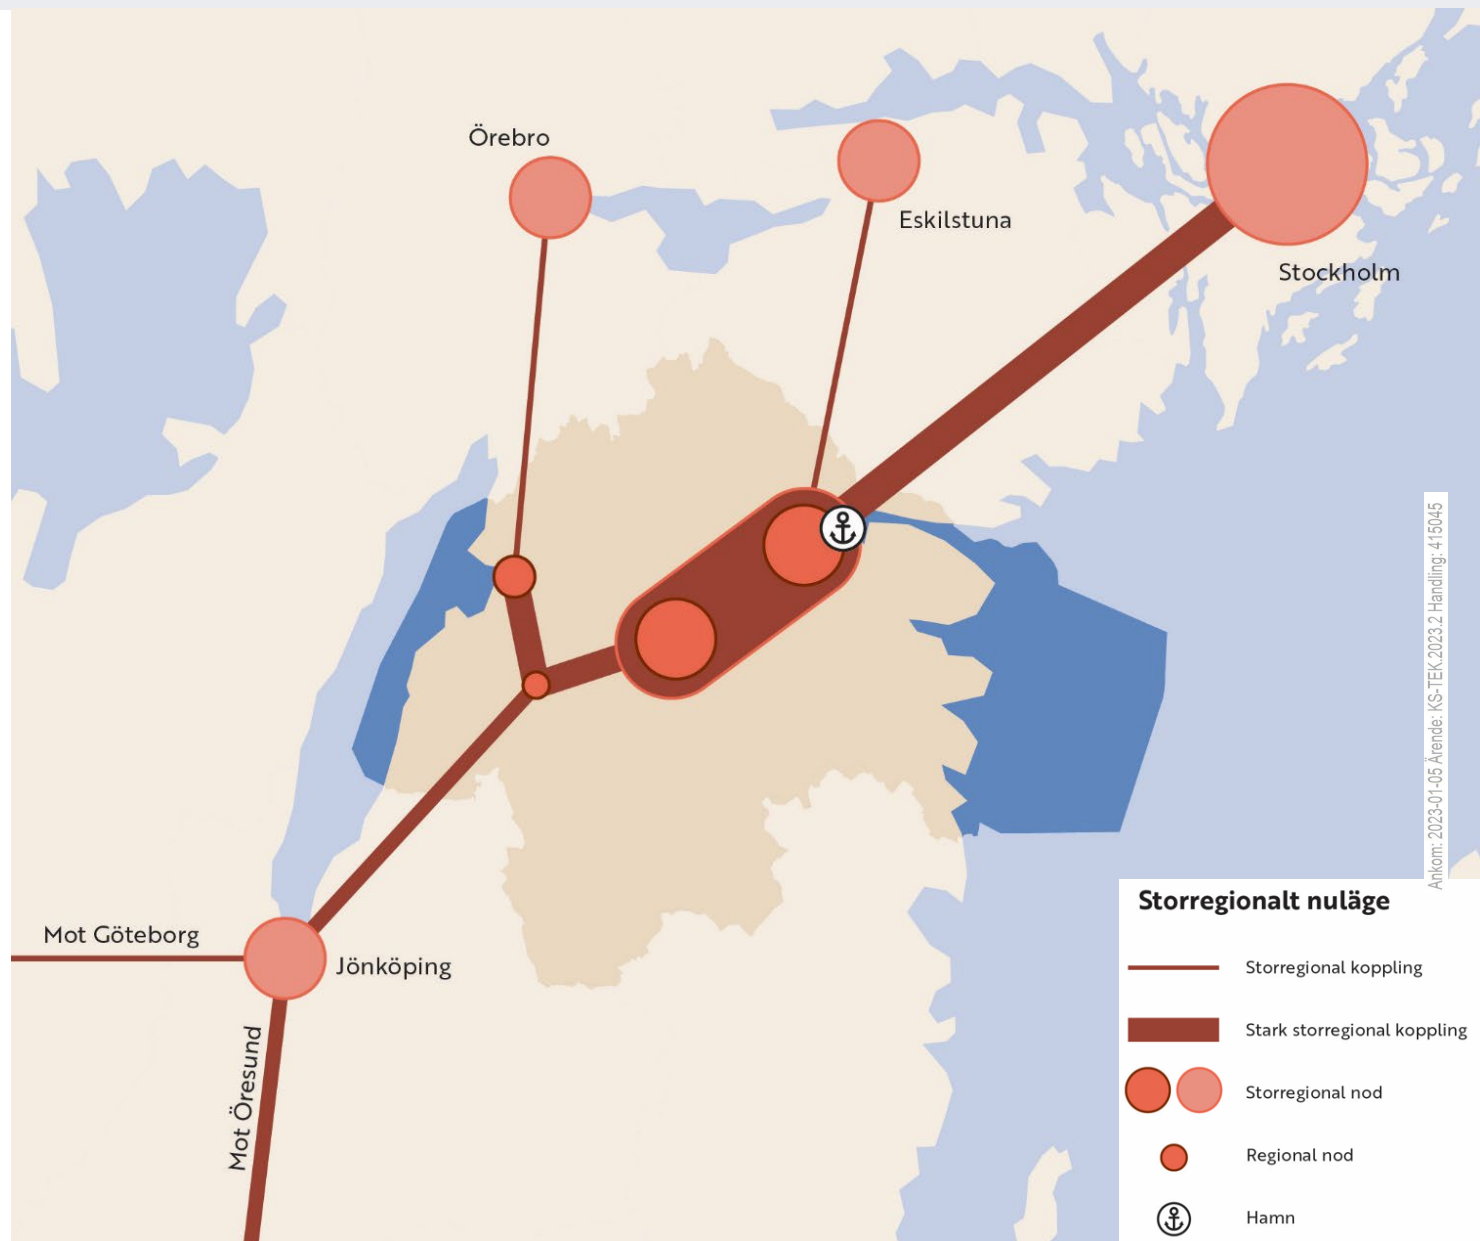 Örebro
Eskilstuna
Stockholm
Mot Göteborg
Jönköping
Mot Öresund
Ankom: 2023-01-05 Ärende: KS-TEK.2023.2 Handling: 415045
Storregionalt nuläge
Storregional koppling
Stark storregional koppling
Storregional nod
Regional nod
Hamn